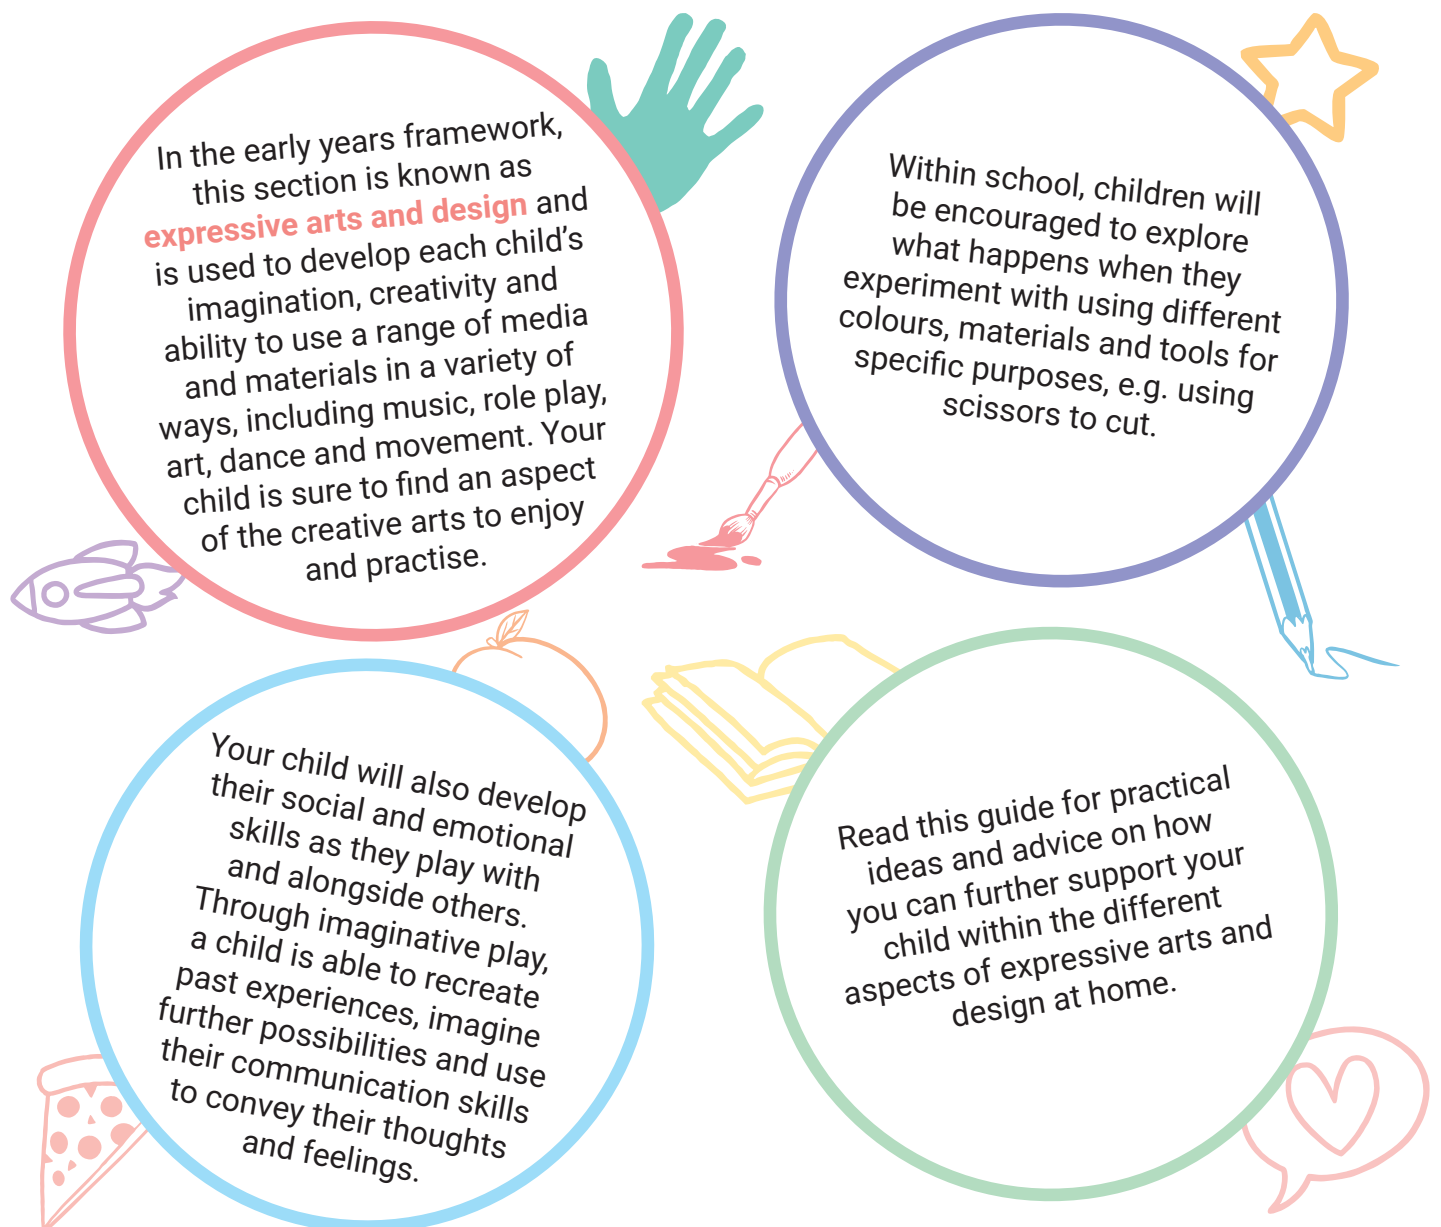 In the early years framework,
this section is known as
expressive arts and design and
is used to develop each child’s
imagination, creativity and
ability to use a range of media
and materials in a variety of
ways, including music, role play,
art, dance and movement. Your
child is sure to find an aspect
of the creative arts to enjoy
and practise.
Within school, children will
be encouraged to explore
what happens when they
experiment with using different
colours, materials and tools for
specific purposes, e.g. using
scissors to cut.
Your child will also develop
their social and emotional
skills as they play with
and alongside others.
Through imaginative play,
a child is able to recreate
past experiences, imagine
further possibilities and use
their communication skills
to convey their thoughts
and feelings.
Read this guide for practical
ideas and advice on how
you can further support your
child within the different
aspects of expressive arts and
design at home.